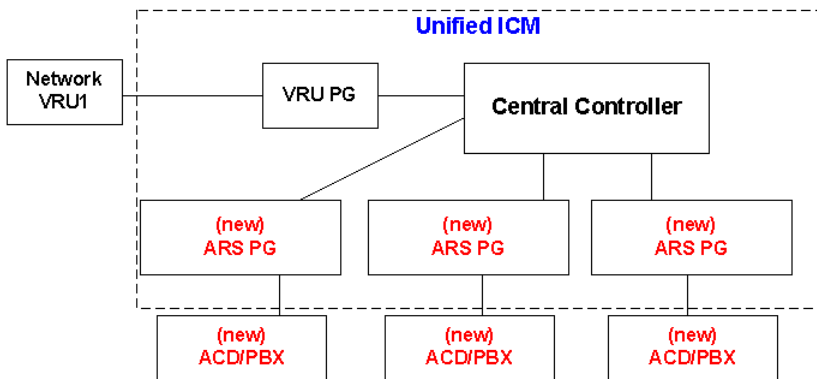 Unified ICM
Network
VRU1
VRU PG
Central Controller
(new)
ARS PG
(new)
ARS PG
(new)
ARS PG
(new)
ACD/PBX
(new)
ACD/PBX
(new)
ACD/PBX